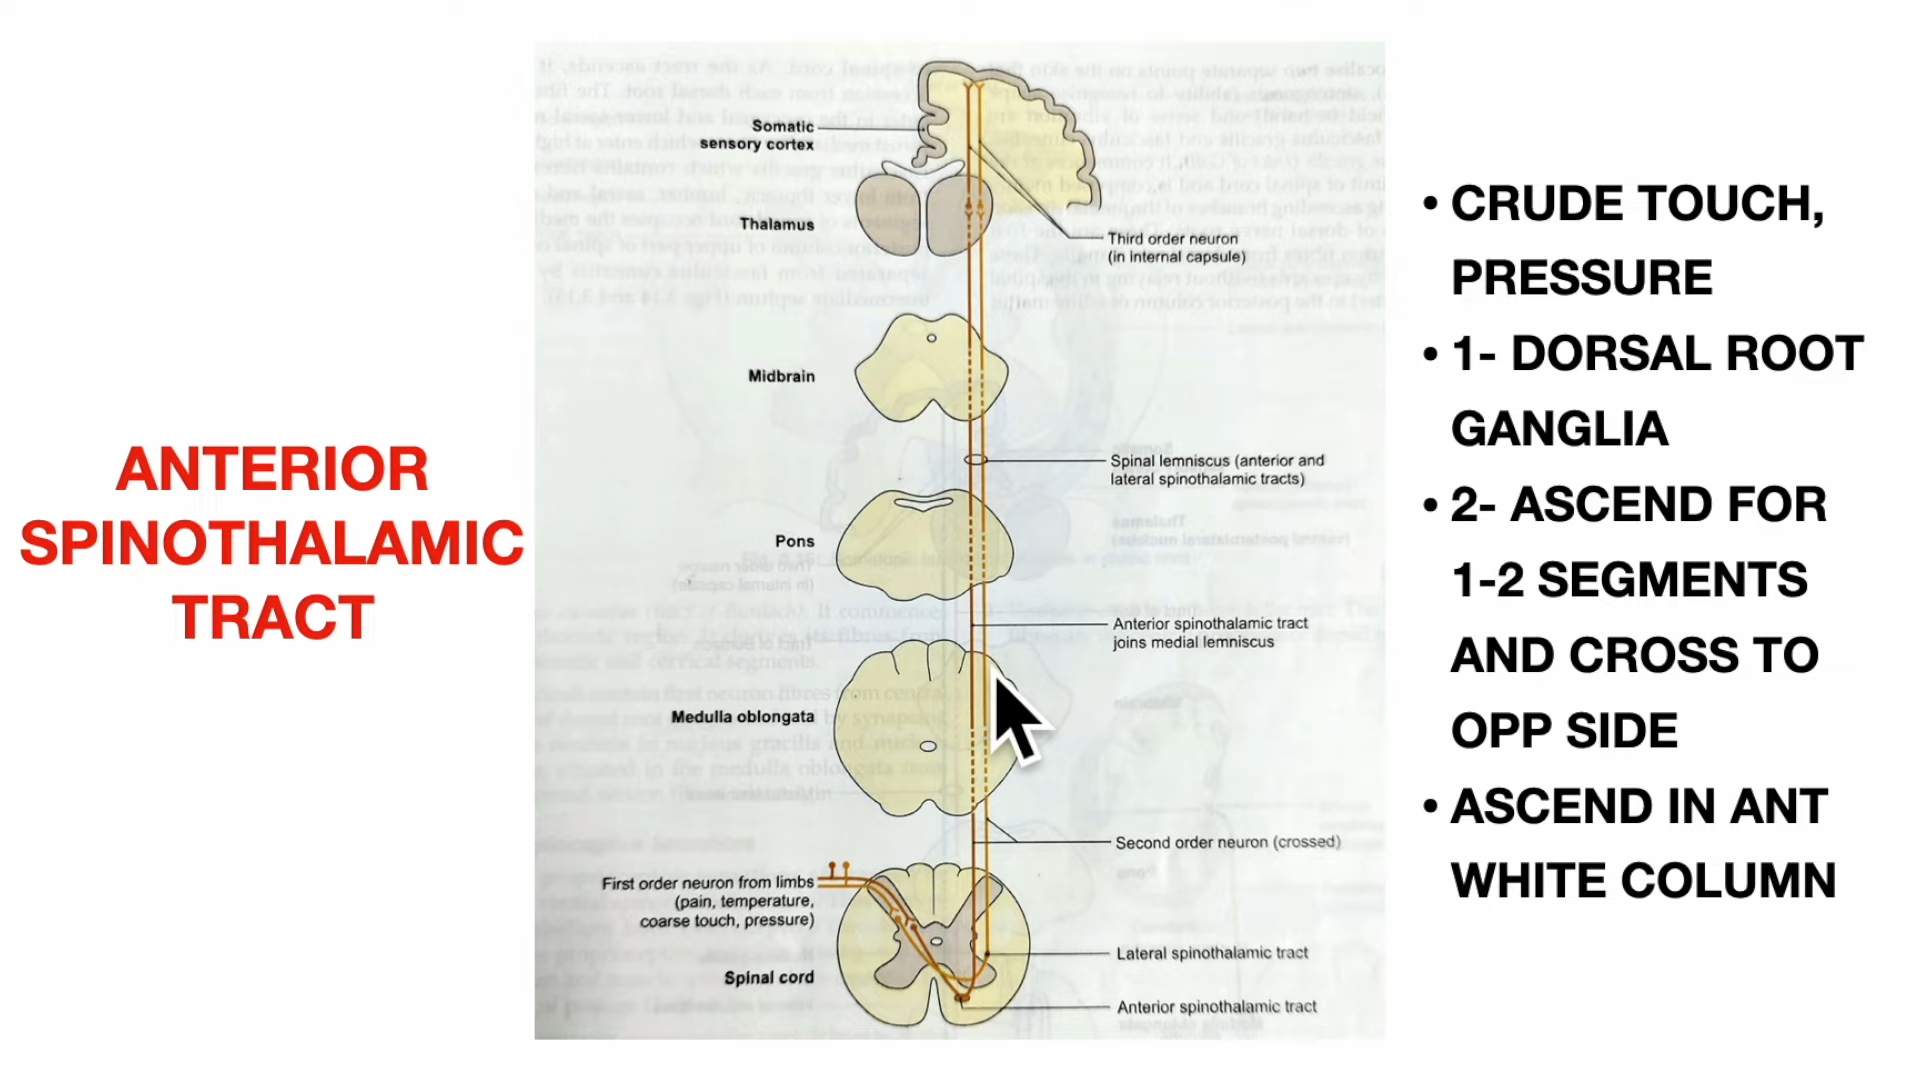 ANTERIOR
SPINOTHALAMIC
TRACT
Somatic
sensory cortex
Thalamus
Third order neuron
(in internal capsule)
Midbrain
Spinal lemniscus (anterior and
lateral spinothalamic tracts)
Pons
Anterior spinothalamic tract
joins medial lemniscus
Medulla oblongata
Second order neuron (crossed)
First order neuron from limbs
(pain, temperature,
coarse touch, pressure)
Lateral spinothalamic tract
Spinal cord
Anterior spinothalamic tract
• CRUDE TOUCH,
PRESSURE
• 1- DORSAL ROOT
GANGLIA
• 2- ASCEND FOR
1-2 SEGMENTS
AND CROSS TO
OPP SIDE
• ASCEND IN ANT
WHITE COLUMN